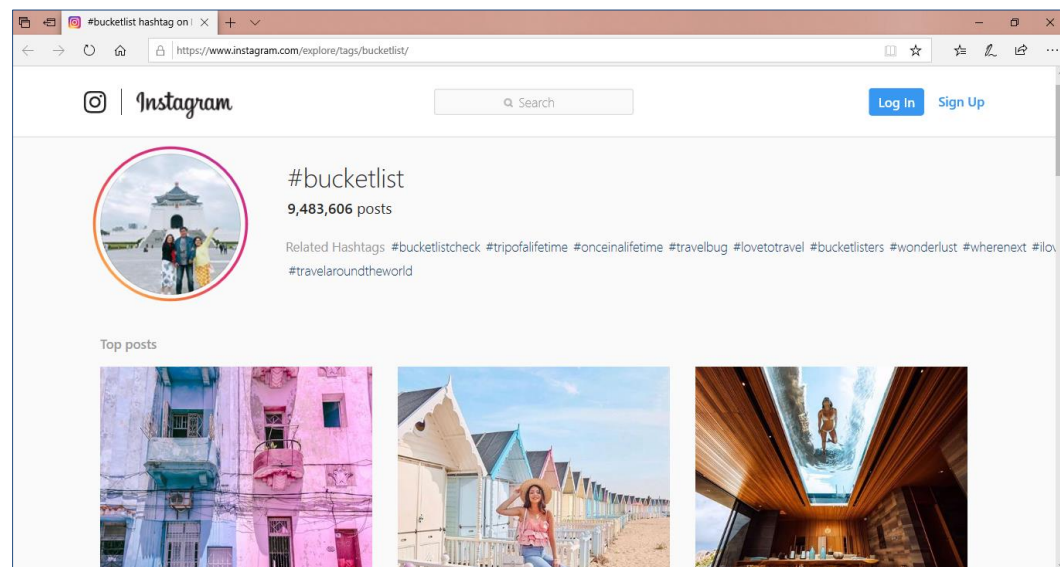 #bucketlist hashtag on
https://www.instagram.com/explore/tags/bucketlist/
Instagram
Search
Log In
Sign Up
#bucketlist
9,483,606 posts
Related Hashtags #bucketlistcheck #tripofalifetime #onceinalifetime #travelbug #lovetotravel #bucketlisters #wonderlust #wherenext
#travelaroundtheworld
Top posts